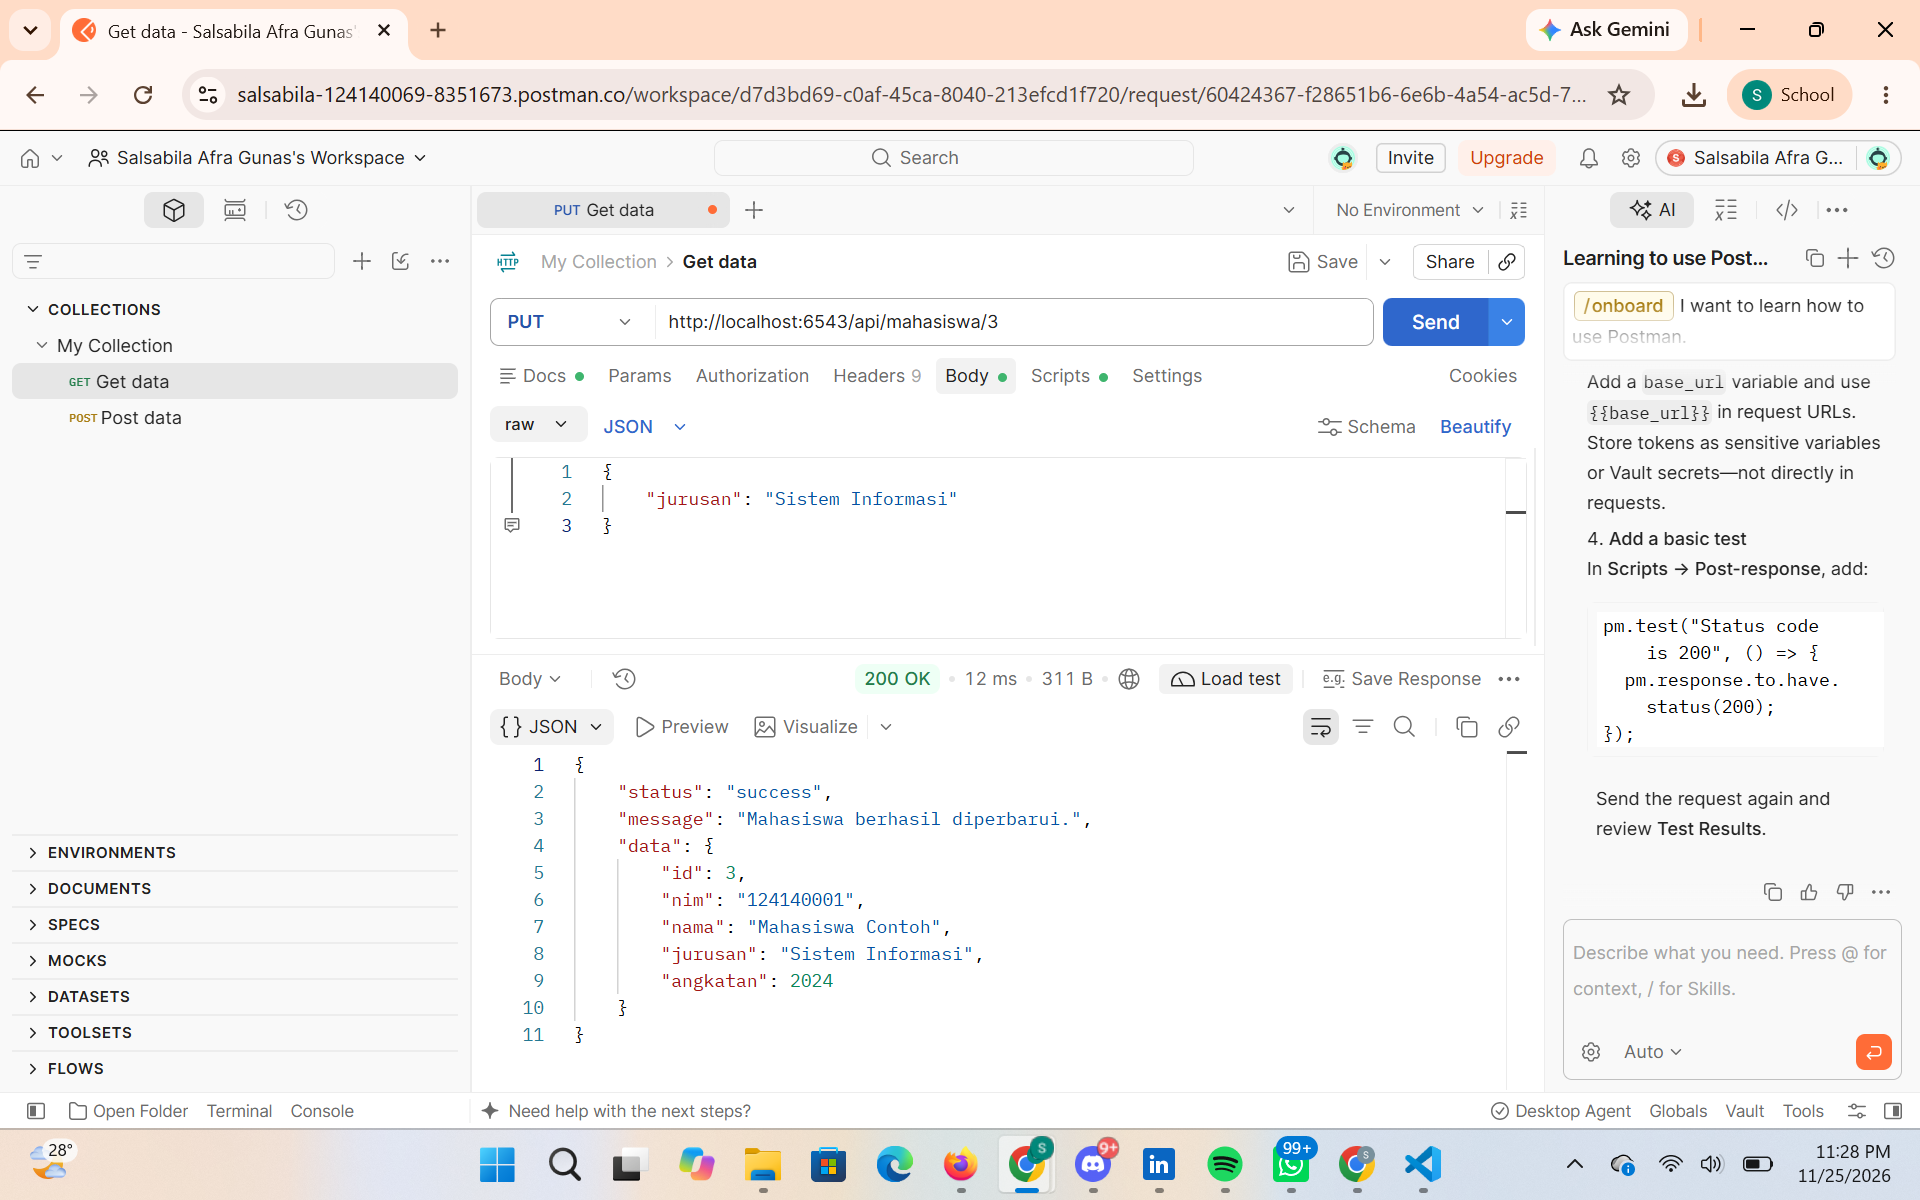 Get data - Salsabila Afra Gunas'
Ask Gemini
salsabila-124140069-8351673.postman.co/workspace/d7d3bd69-c0af-45ca-8040-213efcd1f720/request/60424367-f28651b6-6e6b-4a54-ac5d-7...
S School
Salsabila Afra Gunas's Workspace
Search
Invite
Upgrade
S Salsabila Afra G...
PUT Get data
No Environment
AI
My Collection > Get data
Save
Share
Learning to use Post...
/onboard I want to learn how to
use Postman.
COLLECTIONS
My Collection
GET Get data
POST Post data
PUT
http://localhost:6543/api/mahasiswa/3
Send
Docs
Params
Authorization
Headers 9
Body
Scripts
Settings
Cookies
raw
JSON
Schema
Beautify
1 {
2 "jurusan": "Sistem Informasi"
3 }
Add a base_url variable and use
{{base_url}} in request URLs.
Store tokens as sensitive variables
or Vault secrets—not directly in
requests.
4. Add a basic test
In Scripts → Post-response, add:
pm.test("Status code
is 200", () => {
pm.response.to.have.
status(200);
});
Send the request again and
review Test Results.
Body
200 OK
12 ms
311 B
Load test
e.g. Save Response
{} JSON
Preview
Visualize
1 {
2 "status": "success",
3 "message": "Mahasiswa berhasil diperbarui.",
4 "data": {
5 "id": 3,
6 "nim": "124140001",
7 "nama": "Mahasiswa Contoh",
8 "jurusan": "Sistem Informasi",
9 "angkatan": 2024
10 }
11 }
ENVIRONMENTS
DOCUMENTS
SPECS
MOCKS
DATASETS
TOOLSETS
FLOWS
Describe what you need. Press @ for
context, / for Skills.
Auto
Open Folder
Terminal
Console
Need help with the next steps?
Desktop Agent
Globals
Vault
Tools
28°
S
9+
in
99+
S
11:28 PM
11/25/2026